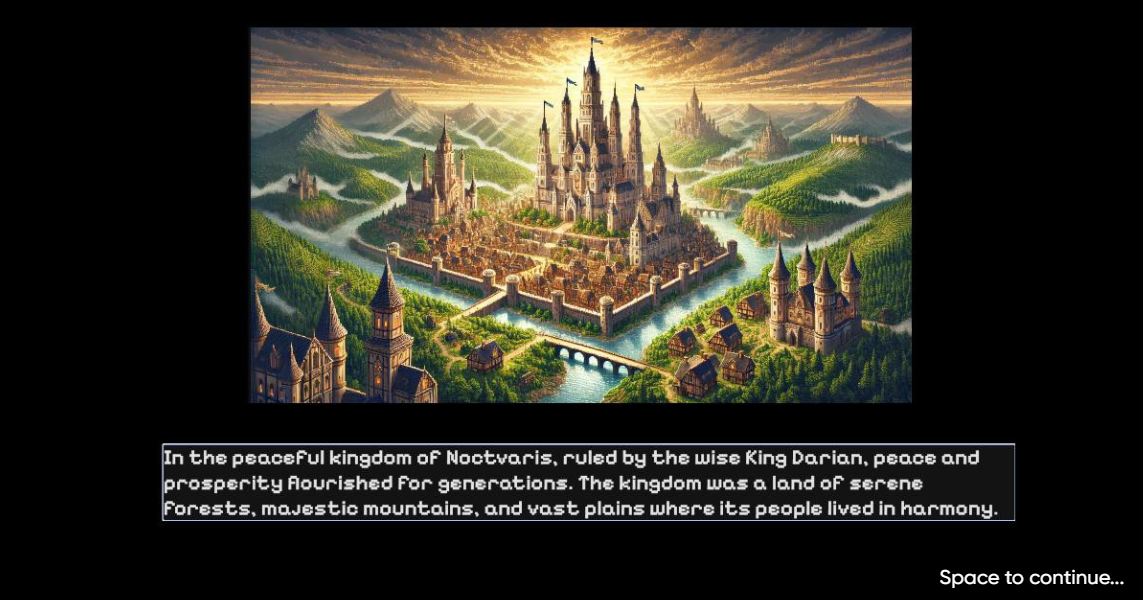 In the peaceful kingdom of Noctvaris, ruled by the wise King Darian, peace and
prosperity flourished for generations. The kingdom was a land of serene
forests, majestic mountains, and vast plains where its people lived in harmony.
Space to continue...